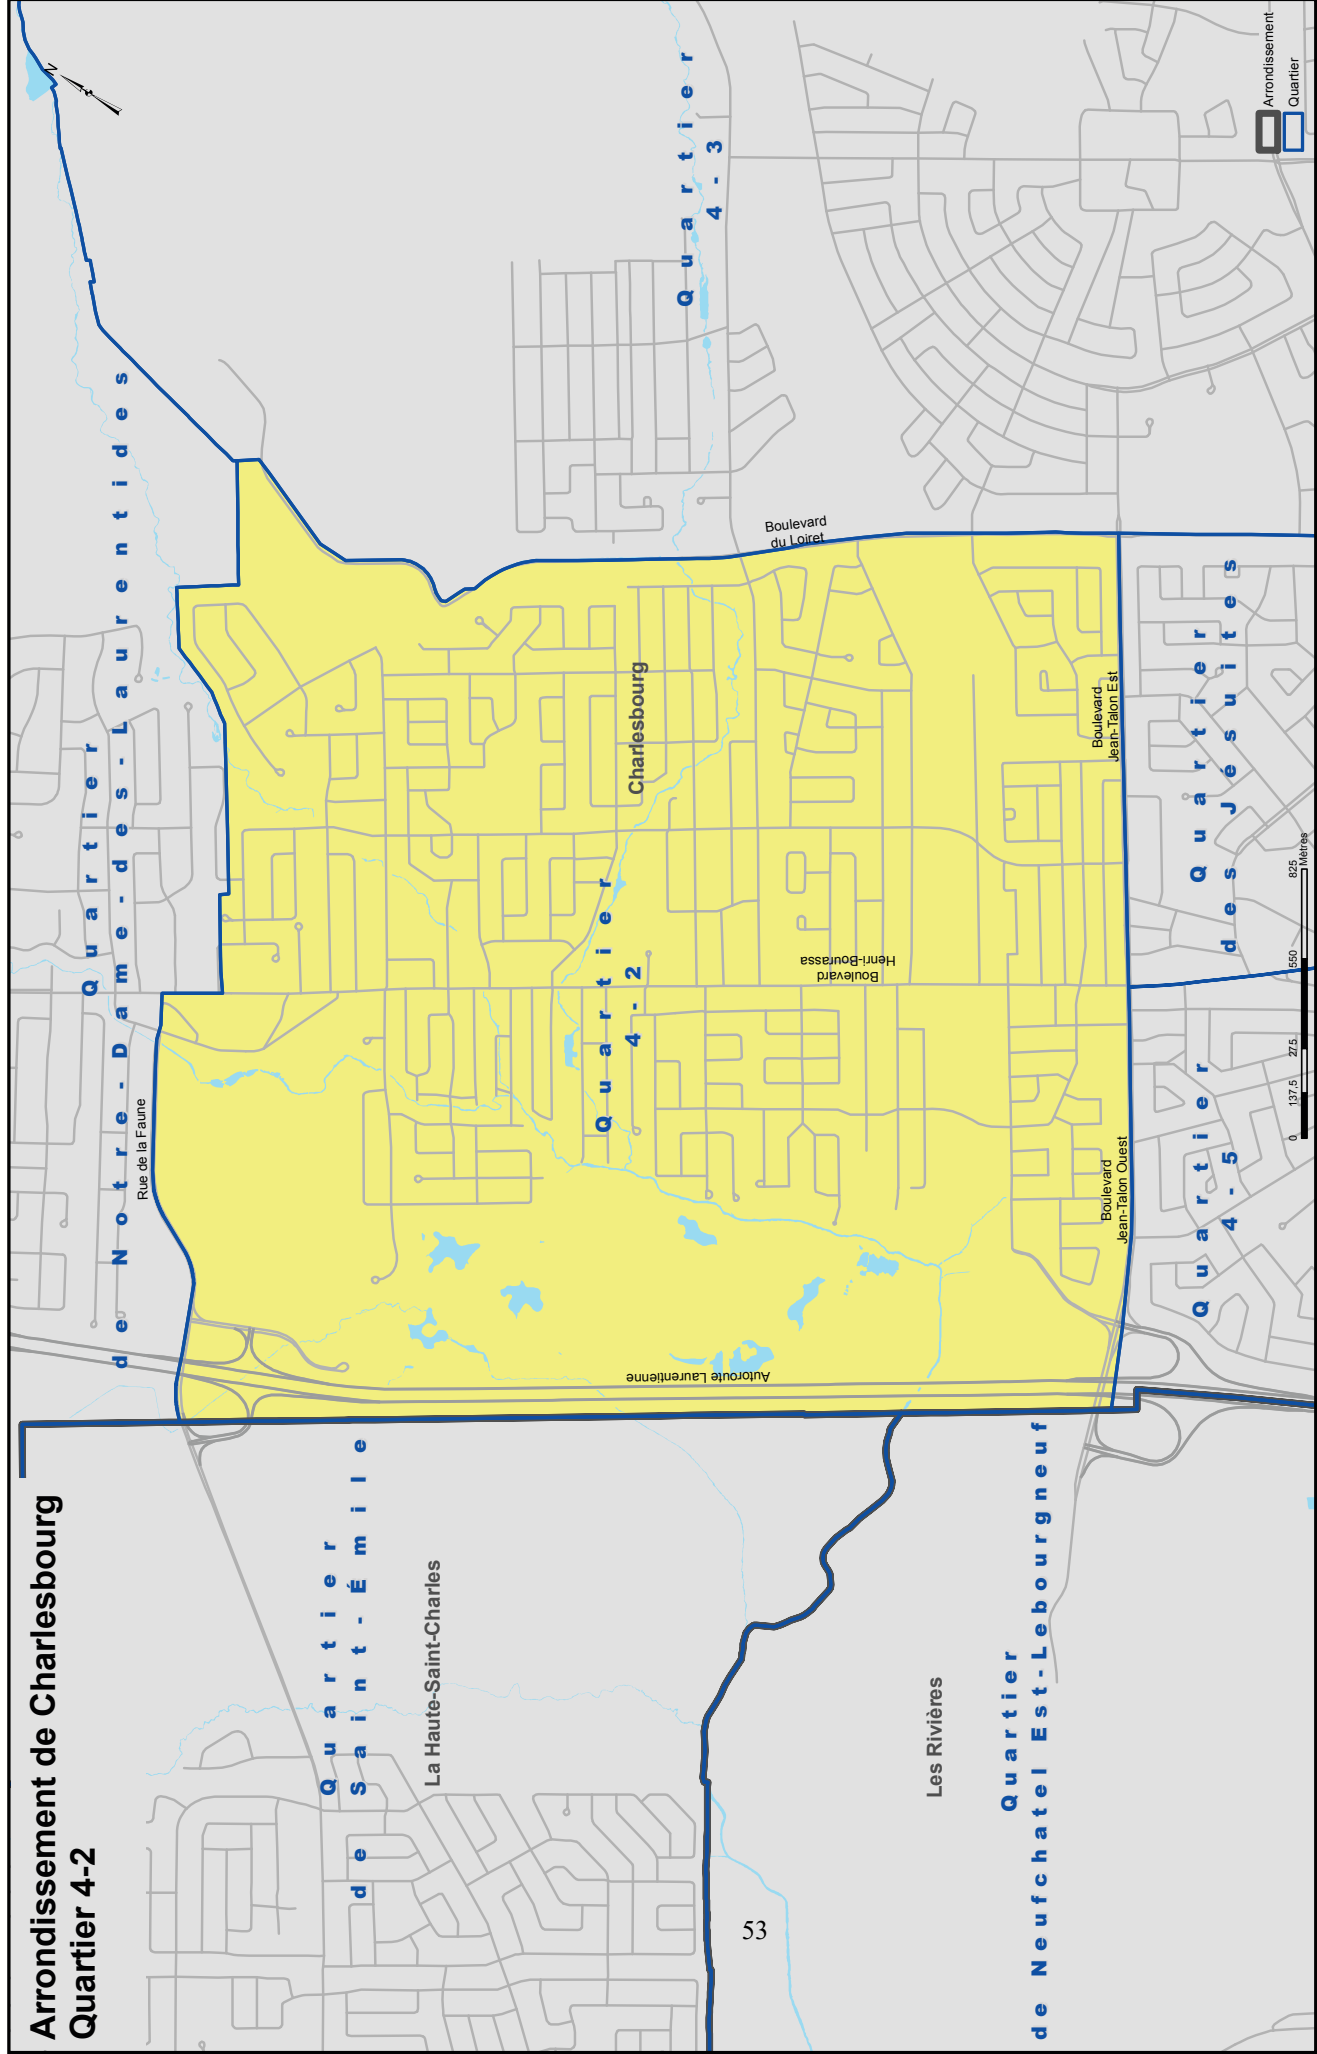 Arrondissement de Charlesbourg
Quartier 4-2
Quartier
de Notre-Dame-des-Laurentides
Rue de la Faune
N
Quartier
de Saint-Émile
La Haute-Saint-Charles
Autoroute Laurentienne
Quartier
4-2
Charlesbourg
Quartier
4-3
Boulevard
du Loiret
Boulevard
Henri-Bourassa
Les Rivières
Quartier
de Neufchatel Est-Lebourgneuf
Boulevard
Jean-Talon Ouest
Boulevard
Jean-Talon Est
Quartier
4-5
Quartier
des Jésuites
0 137,5 275 550 825
Mètres
Arrondissement
Quartier
53